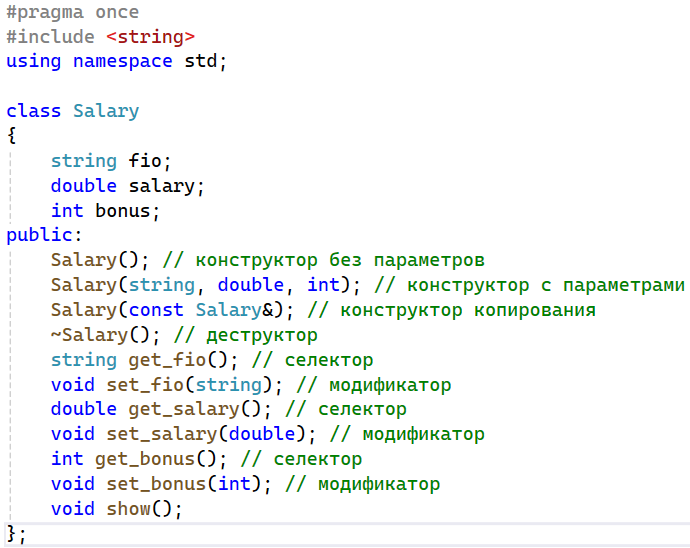 #pragma once
#include <string>
using namespace std;

class Salary
{
    string fio;
    double salary;
    int bonus;
public:
    Salary(); // конструктор без параметров
    Salary(string, double, int); // конструктор с параметрами
    Salary(const Salary&); // конструктор копирования
    ~Salary(); // деструктор
    string get_fio(); // селектор
    void set_fio(string); // модификатор
    double get_salary(); // селектор
    void set_salary(double); // модификатор
    int get_bonus(); // селектор
    void set_bonus(int); // модификатор
    void show();
};